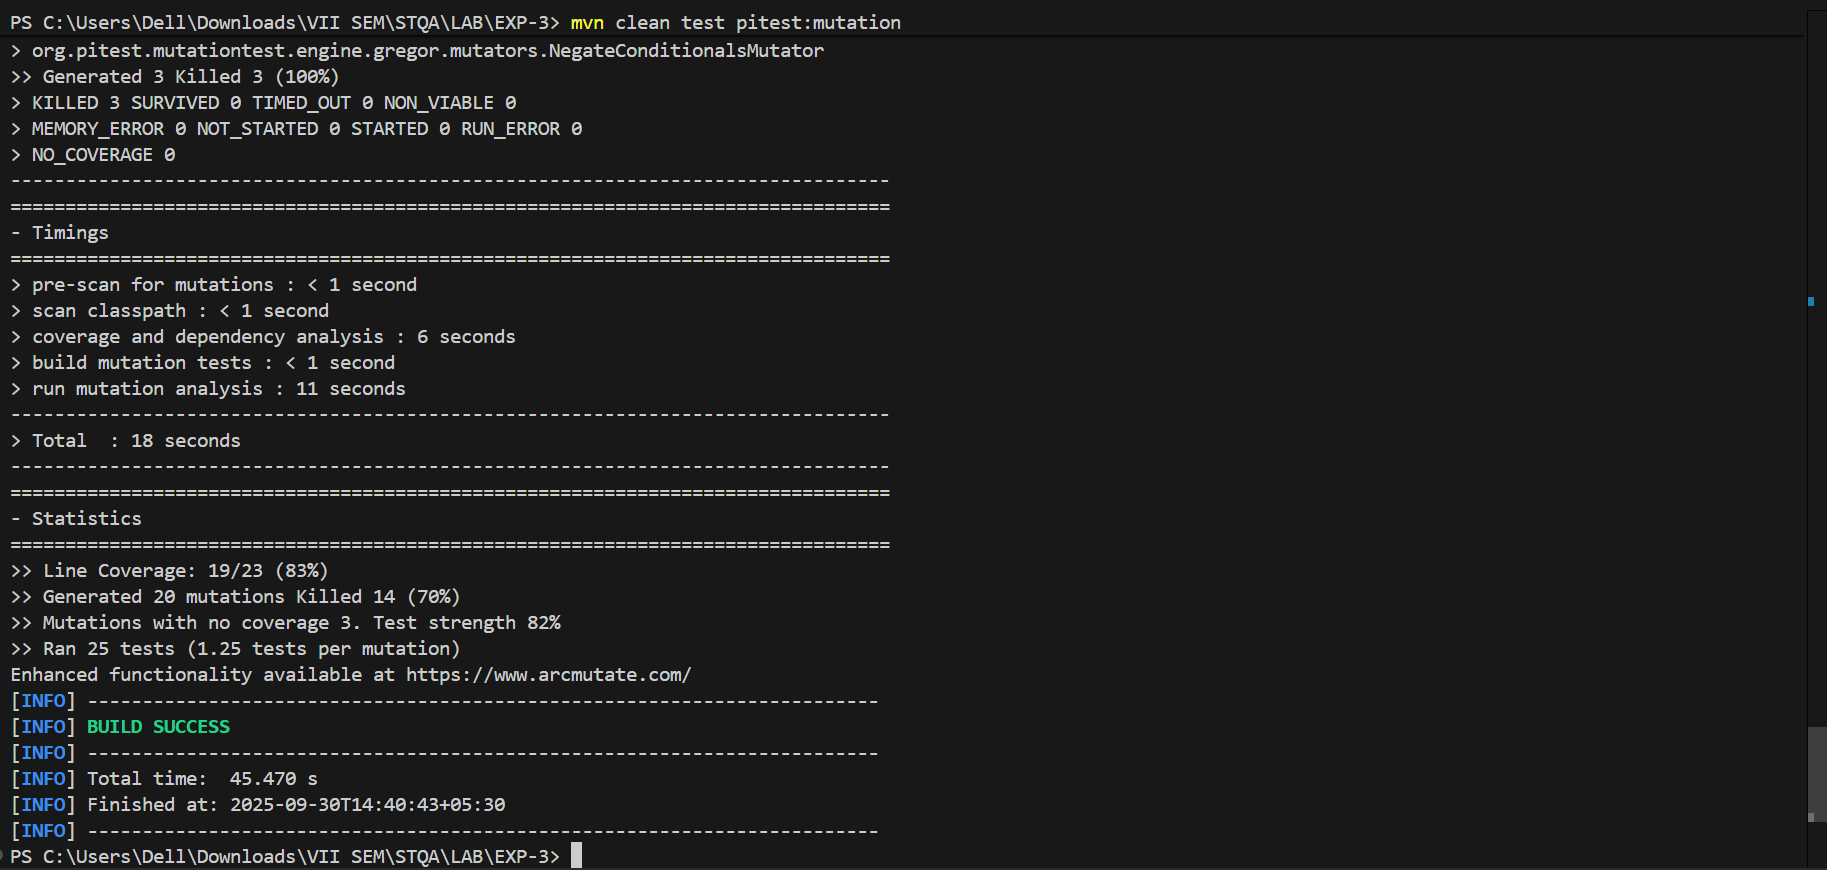 PS C:\Users\Dell\Downloads\VII SEM\STQA\LAB\EXP-3> mvn clean test pitest:mutation
> org.pitest.mutationtest.engine.gregor.mutators.NegateConditionalsMutator
>> Generated 3 Killed 3 (100%)
> KILLED 3 SURVIVED 0 TIMED_OUT 0 NON_VIABLE 0
> MEMORY_ERROR 0 NOT_STARTED 0 STARTED 0 RUN_ERROR 0
> NO_COVERAGE 0
--------------------------------------------------------------------------------
================================================================================
- Timings
================================================================================
> pre-scan for mutations : < 1 second
> scan classpath : < 1 second
> coverage and dependency analysis : 6 seconds
> build mutation tests : < 1 second
> run mutation analysis : 11 seconds
--------------------------------------------------------------------------------
> Total  : 18 seconds
--------------------------------------------------------------------------------
================================================================================
- Statistics
================================================================================
>> Line Coverage: 19/23 (83%)
>> Generated 20 mutations Killed 14 (70%)
>> Mutations with no coverage 3. Test strength 82%
>> Ran 25 tests (1.25 tests per mutation)
Enhanced functionality available at https://www.arcmutate.com/
[INFO] ------------------------------------------------------------------------
[INFO] BUILD SUCCESS
[INFO] ------------------------------------------------------------------------
[INFO] Total time:  45.470 s
[INFO] Finished at: 2025-09-30T14:40:43+05:30
[INFO] ------------------------------------------------------------------------
PS C:\Users\Dell\Downloads\VII SEM\STQA\LAB\EXP-3>